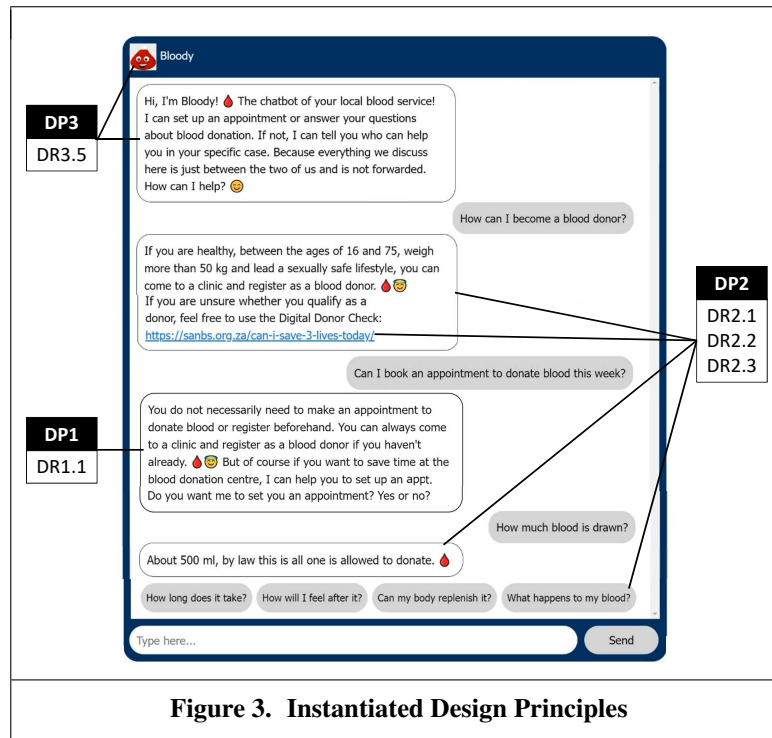 Bloody
Hi, I'm Bloody! 🩸 The chatbot of your local blood service!
I can set up an appointment or answer your questions
about blood donation. If not, I can tell you who can help
you in your specific case. Because everything we discuss
here is just between the two of us and is not forwarded.
How can I help? 😊
DP3
DR3.5
How can I become a blood donor?
If you are healthy, between the ages of 16 and 75, weigh
more than 50 kg and lead a sexually safe lifestyle, you can
come to a clinic and register as a blood donor. 🩸😇
If you are unsure whether you qualify as a
donor, feel free to use the Digital Donor Check:
https://sanbs.org.za/can-i-save-3-lives-today/
DP2
DR2.1
DR2.2
DR2.3
Can I book an appointment to donate blood this week?
You do not necessarily need to make an appointment to
donate blood or register beforehand. You can always come
to a clinic and register as a blood donor if you haven't
already. 🩸😇 But of course if you want to save time at the
blood donation centre, I can help you to set up an appt.
Do you want me to set you an appointment? Yes or no?
DP1
DR1.1
How much blood is drawn?
About 500 ml, by law this is all one is allowed to donate. 🩸
How long does it take? How will I feel after it? Can my body replenish it? What happens to my blood?
Type here... Send
Figure 3. Instantiated Design Principles